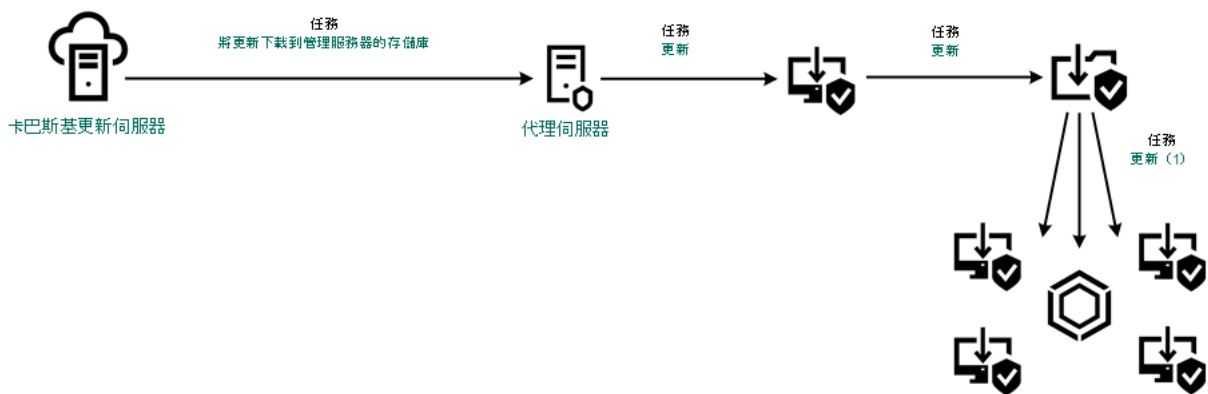 任務
將更新下載到管理服務器的存儲庫
任務
更新
任務
更新
卡巴斯基更新伺服器
代理伺服器
任務
更新（1）